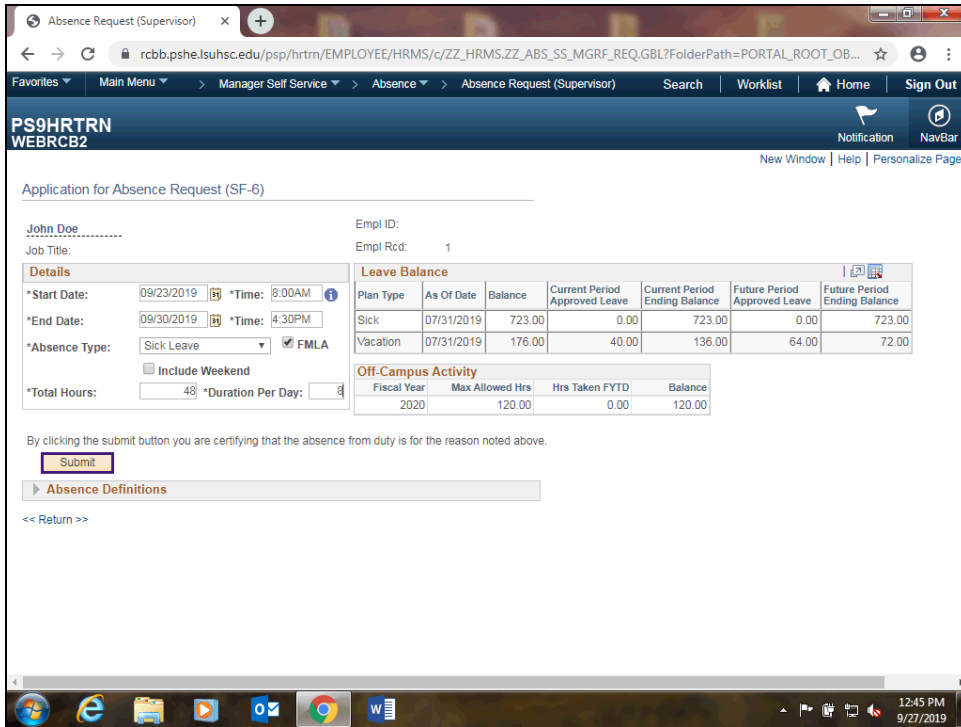 Absence Request (Supervisor)
rcbb.pshe.lsuhsc.edu/psp/hrtrn/EMPLOYEE/HRMS/c/ZZ_HRMS.ZZ_ABS_SS_MGRF_REQ.GBL?FolderPath=PORTAL_ROOT_OB...
Favorites Main Menu > Manager Self Service > Absence > Absence Request (Supervisor) Search Worklist Home Sign Out
PS9HRTRN
WEBRCB2
Notification NavBar
New Window | Help | Personalize Page
Application for Absence Request (SF-6)
John Doe Empl ID:
Job Title: Empl Rcd: 1
Details
*Start Date: 09/23/2019 *Time: 8:00AM
*End Date: 09/30/2019 *Time: 4:30PM
*Absence Type: Sick Leave FMLA
Include Weekend
*Total Hours: 48 *Duration Per Day: 8
Leave Balance
Plan Type As Of Date Balance Current Period Approved Leave Current Period Ending Balance Future Period Approved Leave Future Period Ending Balance
Sick 07/31/2019 723.00 0.00 723.00 0.00 723.00
Vacation 07/31/2019 176.00 40.00 136.00 64.00 72.00
Off-Campus Activity
Fiscal Year Max Allowed Hrs Hrs Taken FYTD Balance
2020 120.00 0.00 120.00
By clicking the submit button you are certifying that the absence from duty is for the reason noted above.
Submit
Absence Definitions
<< Return >>
12:45 PM
9/27/2019